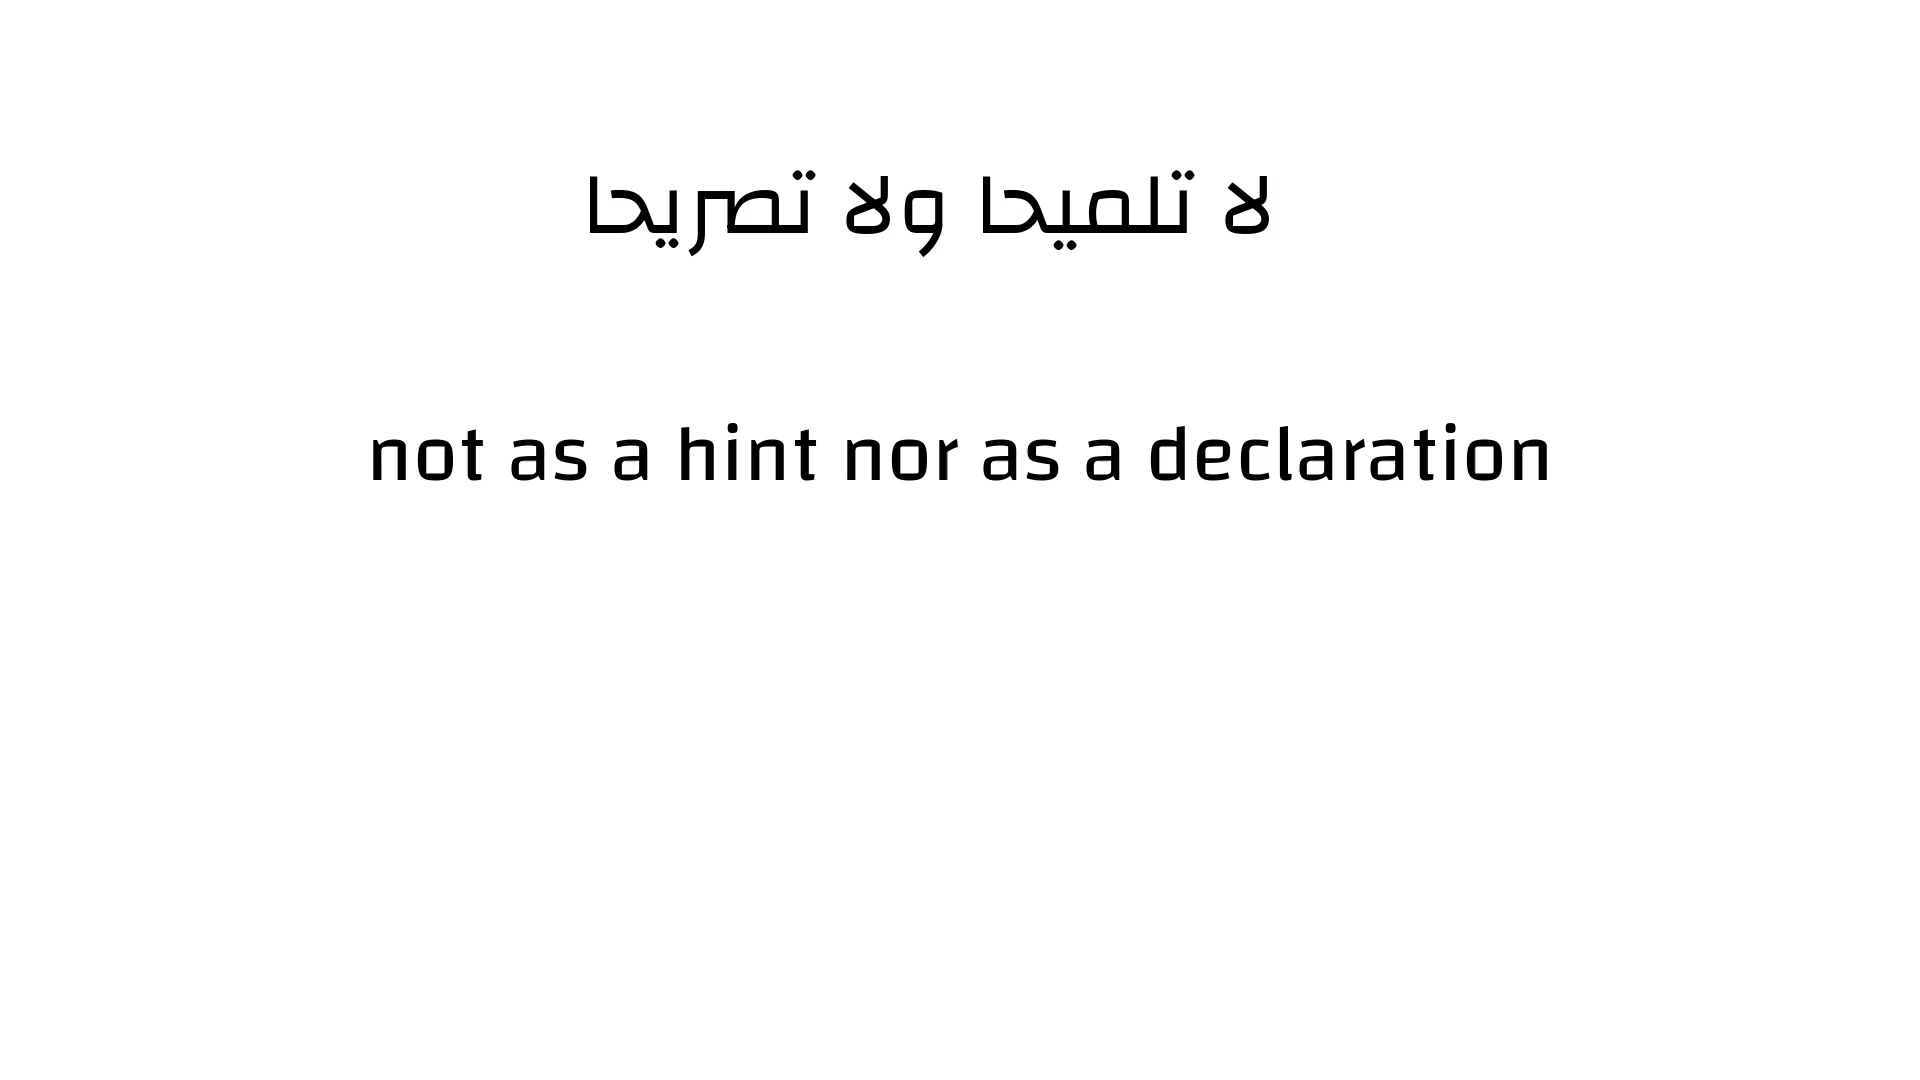 لا تلميحا ولا تصريحا
not as a hint nor as a declaration